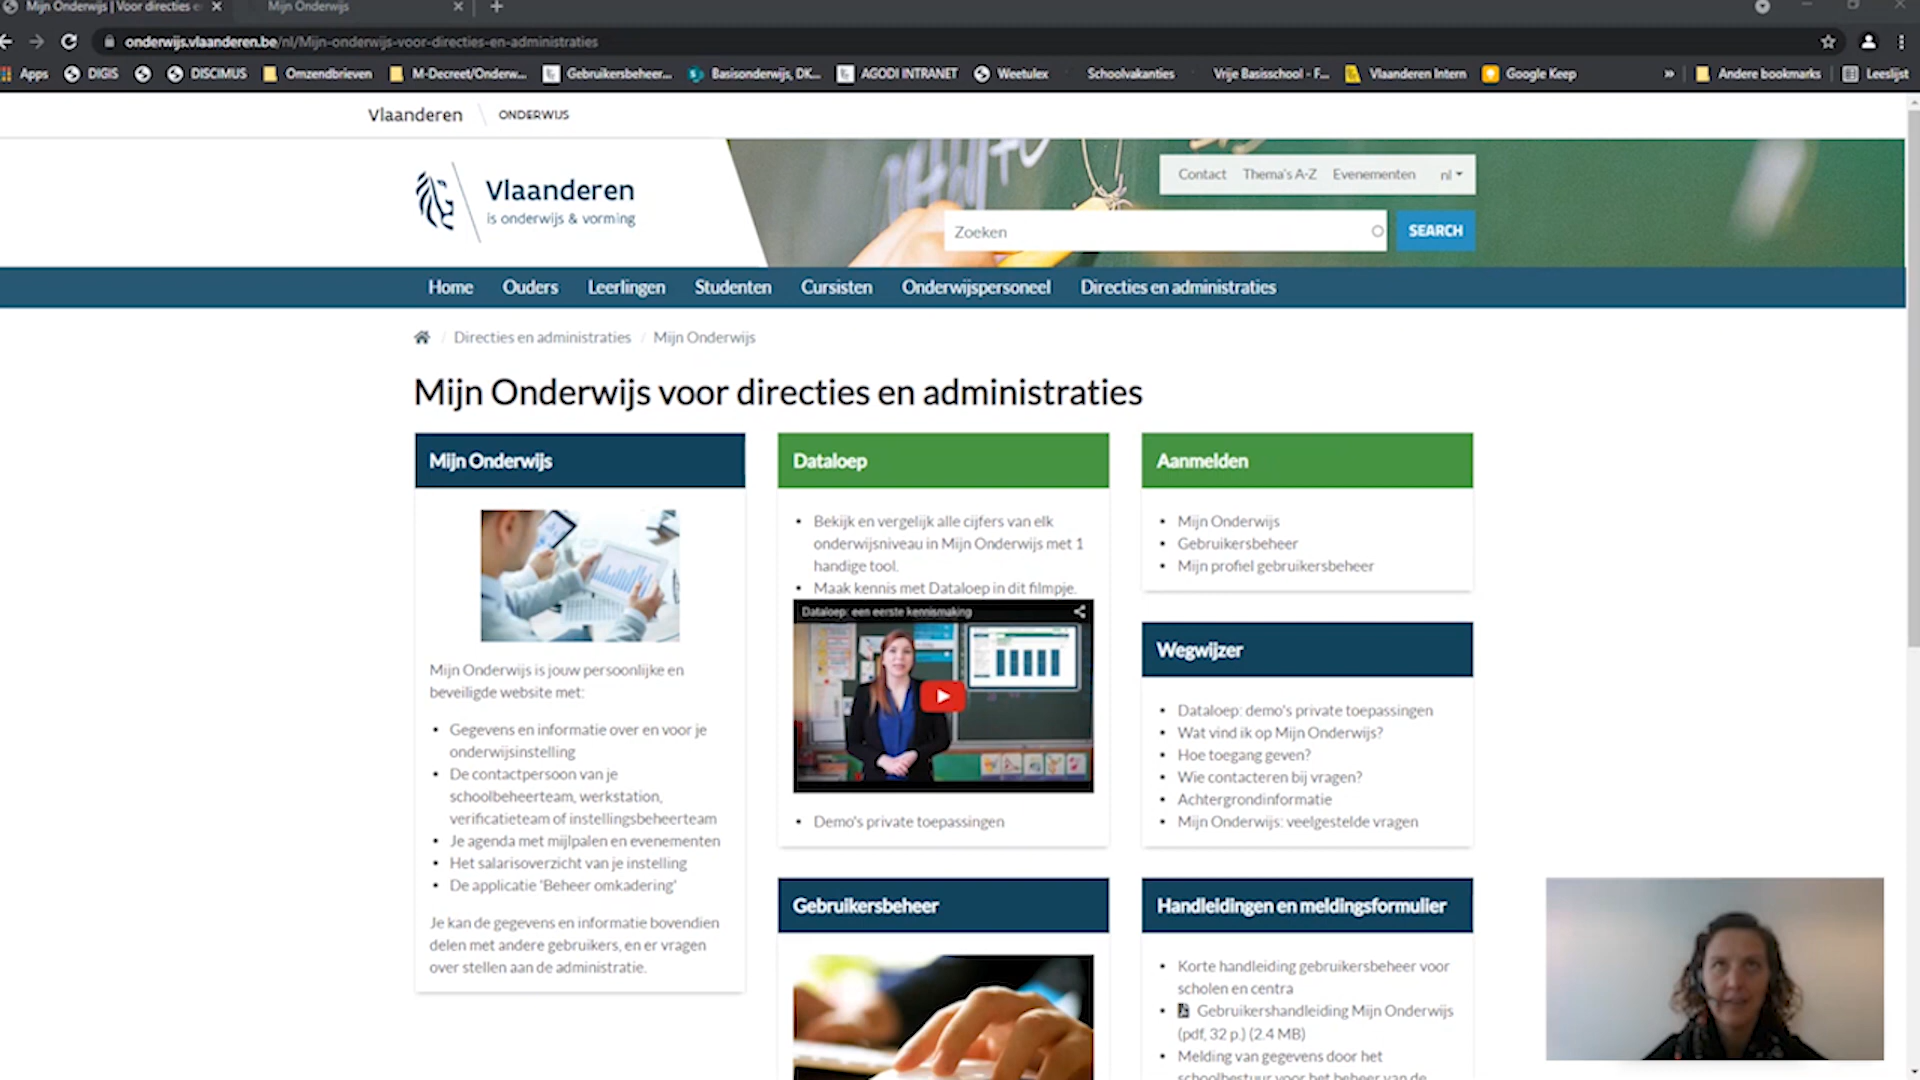 Mijn Onderwijs | Voor directies e
Mijn Onderwijs
onderwijs.vlaanderen.be/nl/Mijn-onderwijs-voor-directies-en-administraties
Apps
DIGIS
DISCIMUS
Omzendbrieven
M-Decreet/Onderw...
Gebruikersbeheer...
Basisonderwijs, DK...
AGODI INTRANET
Weetulex
Schoolvakanties
Vrije Basisschool - F...
Vlaanderen Intern
Google Keep
»
Andere bookmarks
Leeslijst
Vlaanderen
ONDERWIJS
Vlaanderen
is onderwijs & vorming
Contact
Thema's A-Z
Evenementen
nl
Zoeken
SEARCH
Home
Ouders
Leerlingen
Studenten
Cursisten
Onderwijspersoneel
Directies en administraties
/ Directies en administraties / Mijn Onderwijs
Mijn Onderwijs voor directies en administraties
Mijn Onderwijs
Mijn Onderwijs is jouw persoonlijke en
beveiligde website met:
• Gegevens en informatie over en voor je
onderwijsinstelling
• De contactpersoon van je
schoolbeheerteam, werkstation,
verificatieteam of instellingsbeheerteam
• Je agenda met mijlpalen en evenementen
• Het salarisoverzicht van je instelling
• De applicatie 'Beheer omkadering'
Je kan de gegevens en informatie bovendien
delen met andere gebruikers, en er vragen
over stellen aan de administratie.
Dataloep
• Bekijk en vergelijk alle cijfers van elk
onderwijsniveau in Mijn Onderwijs met 1
handige tool.
• Maak kennis met Dataloep in dit filmpje.
Dataloep: een eerste kennismaking
• Demo's private toepassingen
Gebruikersbeheer
Aanmelden
• Mijn Onderwijs
• Gebruikersbeheer
• Mijn profiel gebruikersbeheer
Wegwijzer
• Dataloep: demo's private toepassingen
• Wat vind ik op Mijn Onderwijs?
• Hoe toegang geven?
• Wie contacteren bij vragen?
• Achtergrondinformatie
• Mijn Onderwijs: veelgestelde vragen
Handleidingen en meldingsformulier
• Korte handleiding gebruikersbeheer voor
scholen en centra
• Gebruikershandleiding Mijn Onderwijs
(pdf, 32 p.) (2.4 MB)
• Melding van gegevens door het
schoolbestuur voor het beheer van de